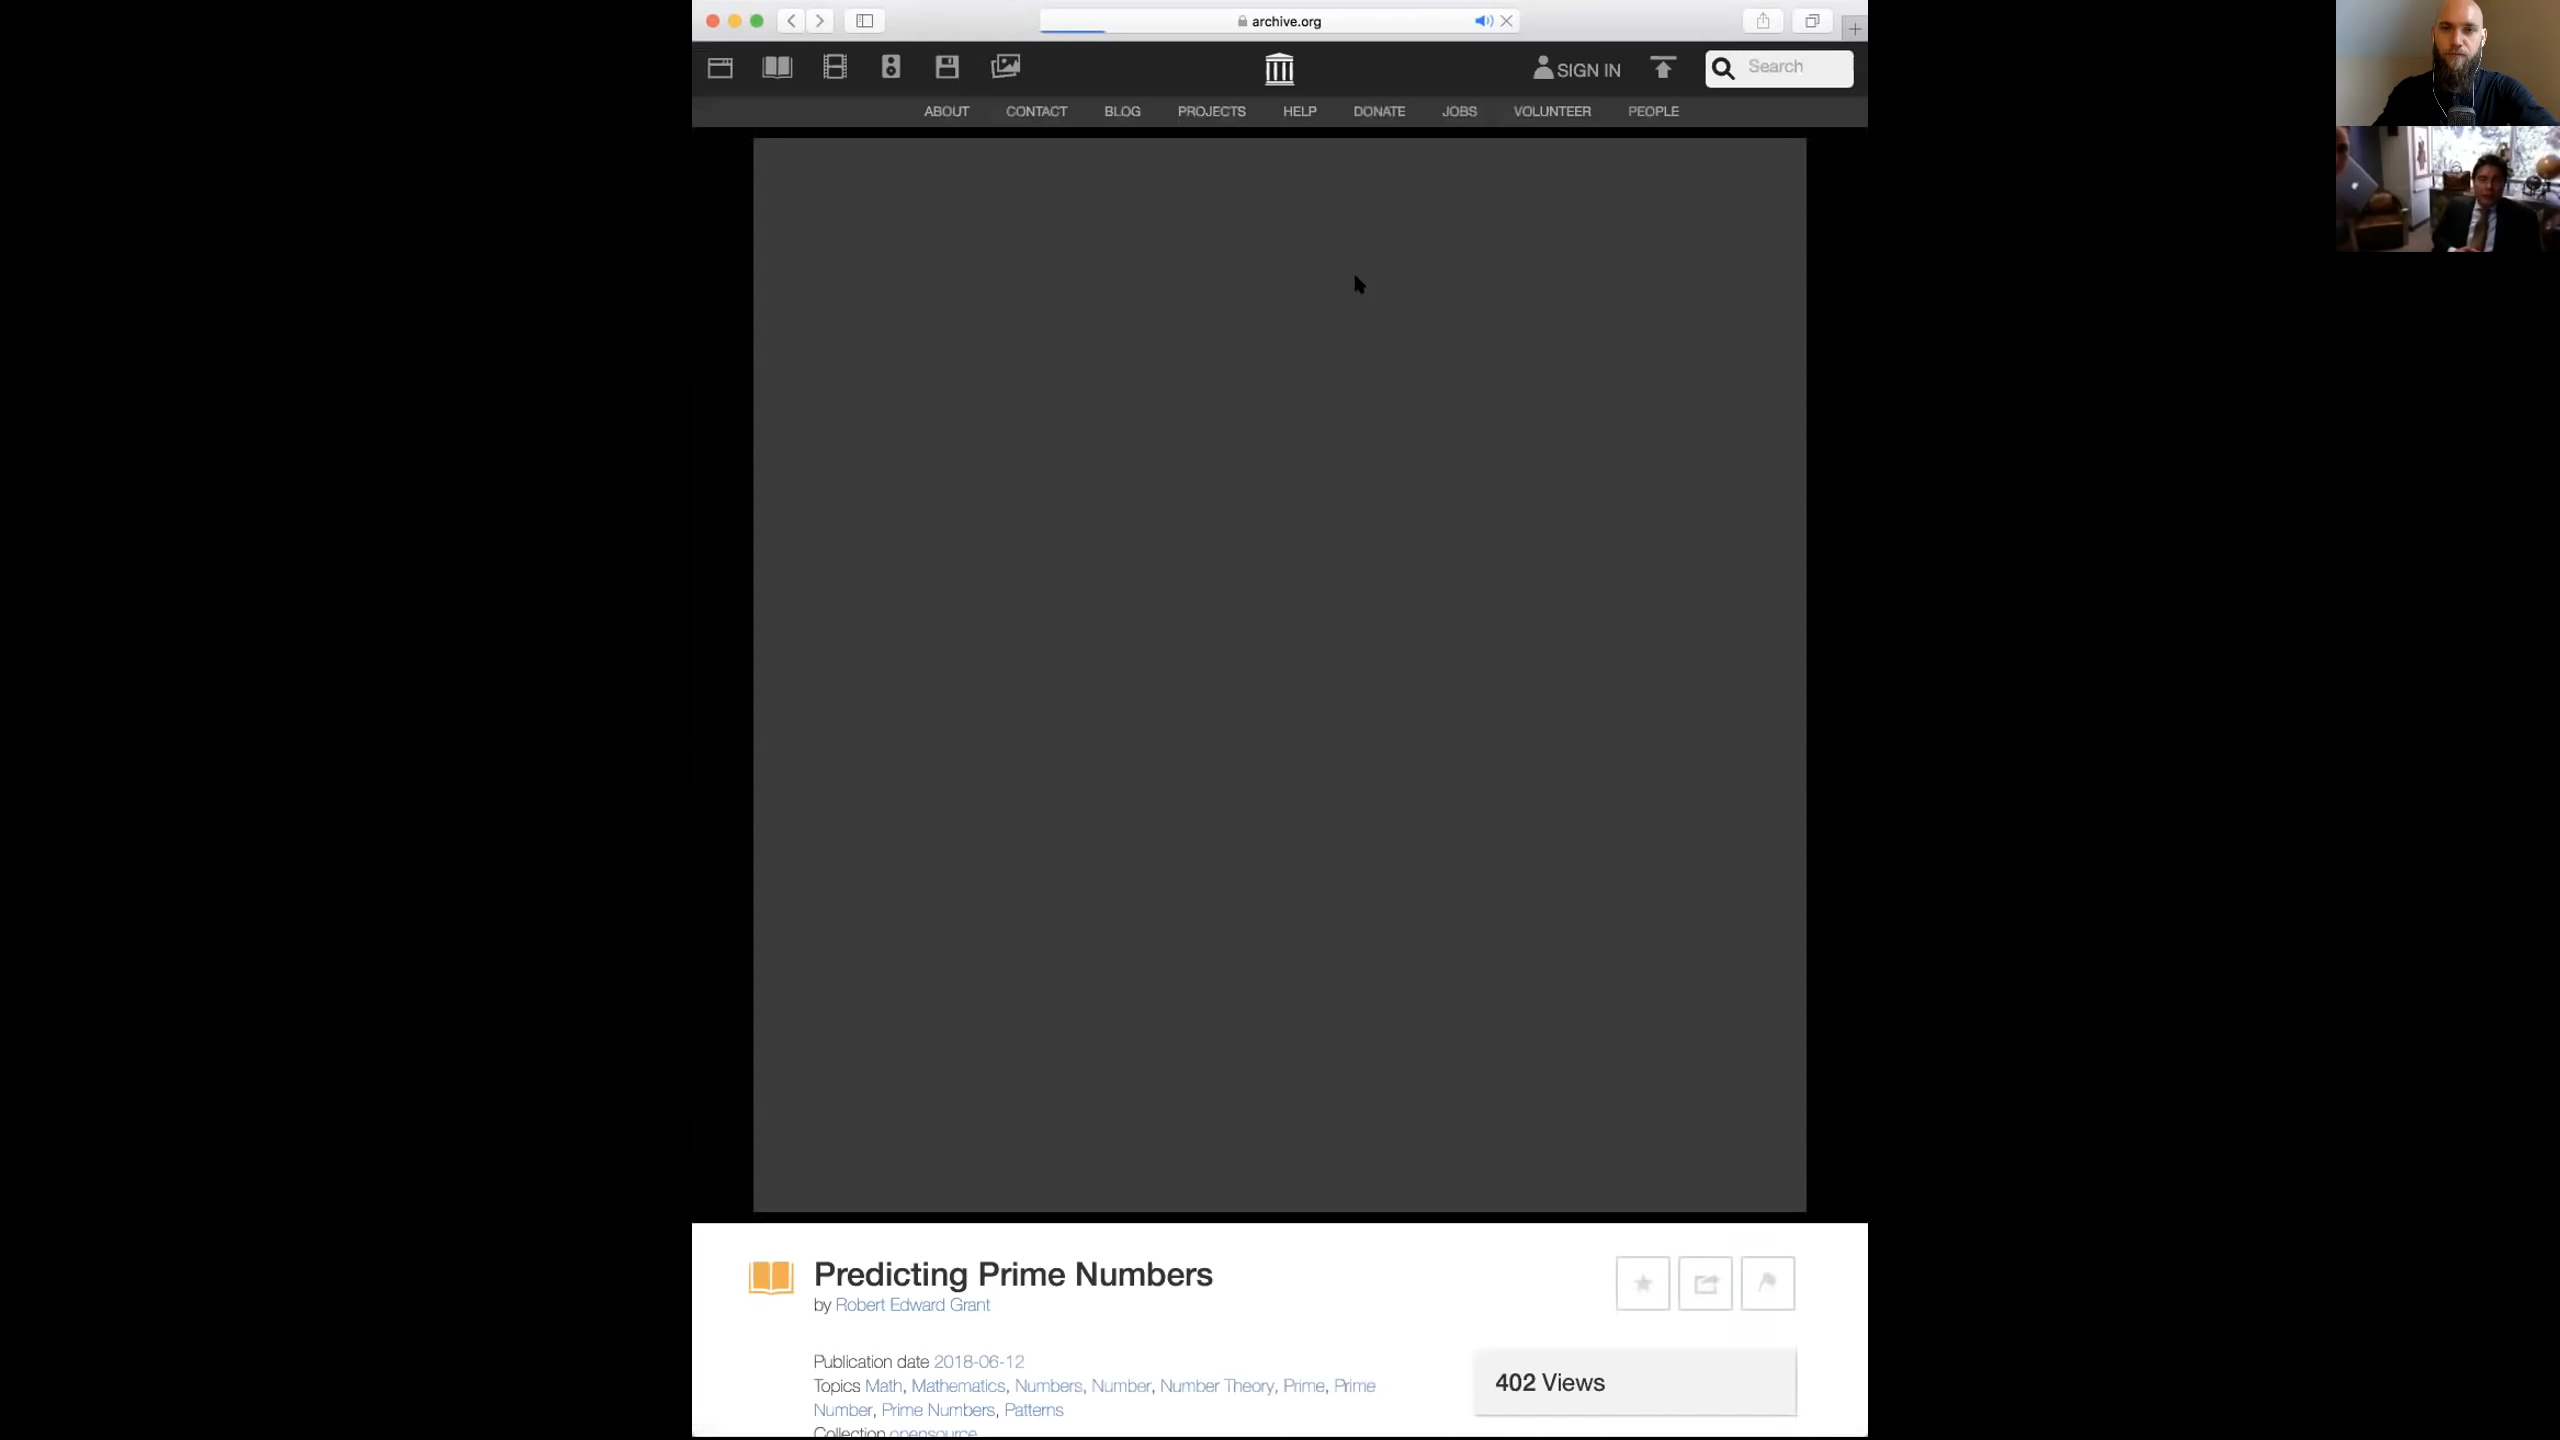 archive.org
SIGN IN
Search
ABOUT CONTACT BLOG PROJECTS HELP DONATE JOBS VOLUNTEER PEOPLE
Predicting Prime Numbers
by Robert Edward Grant
Publication date 2018-06-12
Topics Math, Mathematics, Numbers, Number, Number Theory, Prime, Prime
Number, Prime Numbers, Patterns
402 Views
Collection opensource